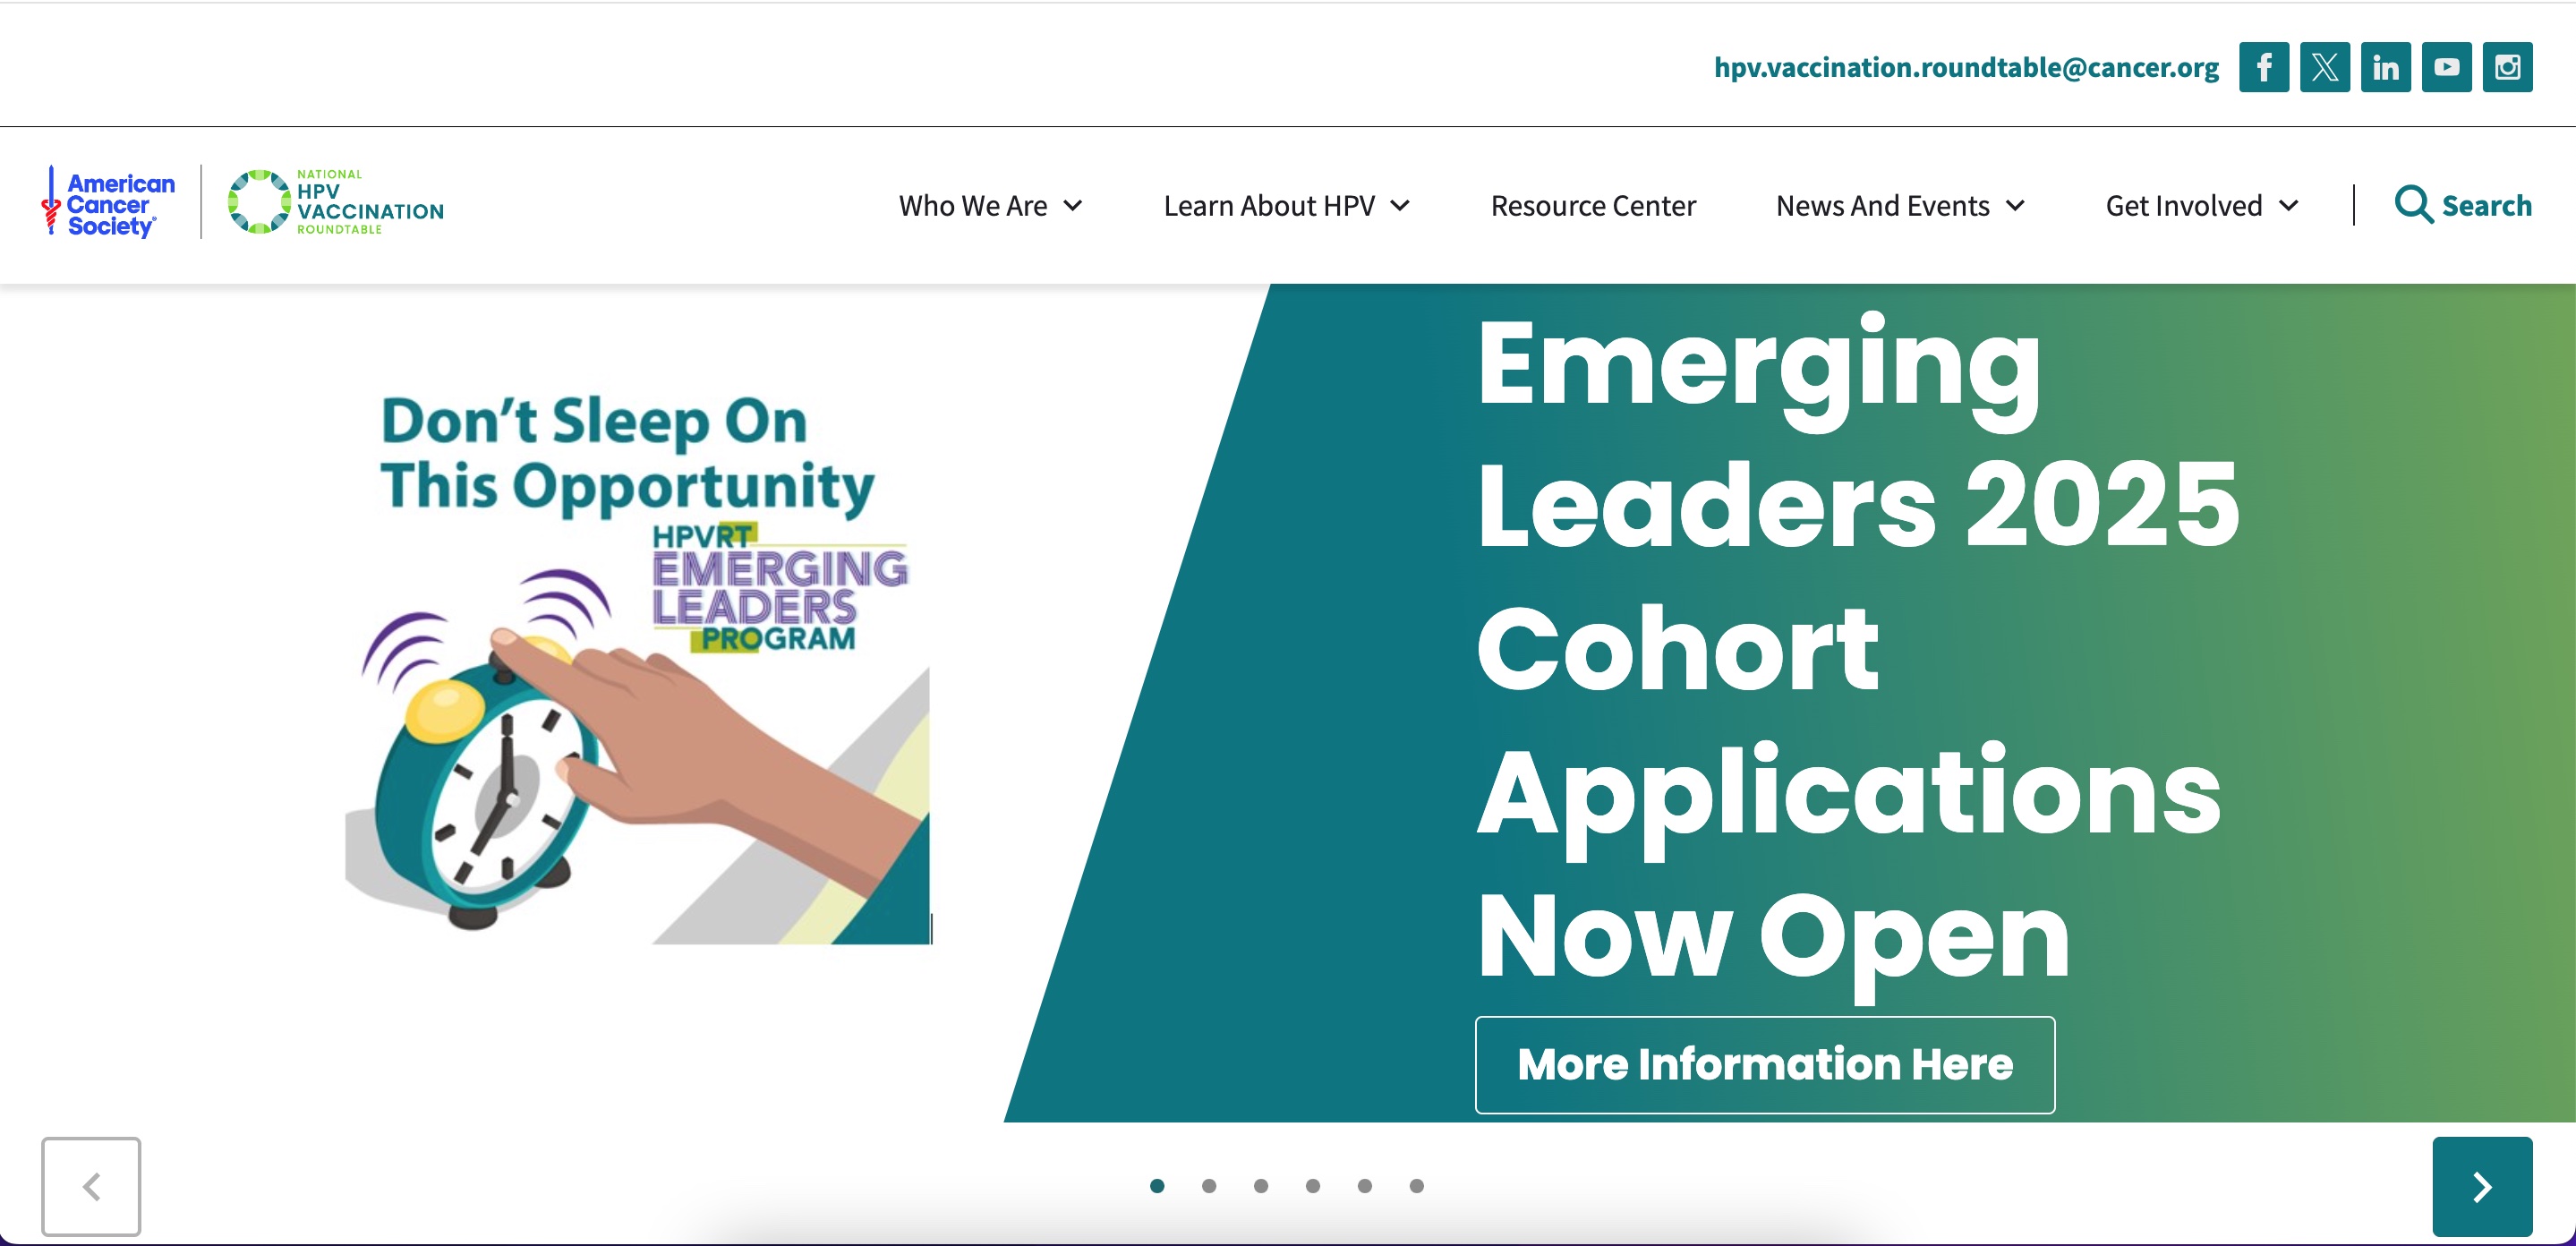 hpv.vaccination.roundtable@cancer.org
American
Cancer
Society®
NATIONAL
HPV
VACCINATION
ROUNDTABLE
Who We Are
Learn About HPV
Resource Center
News And Events
Get Involved
Search
Don't Sleep On
This Opportunity
HPVRT
EMERGING
LEADERS
PROGRAM
Emerging
Leaders 2025
Cohort
Applications
Now Open
More Information Here